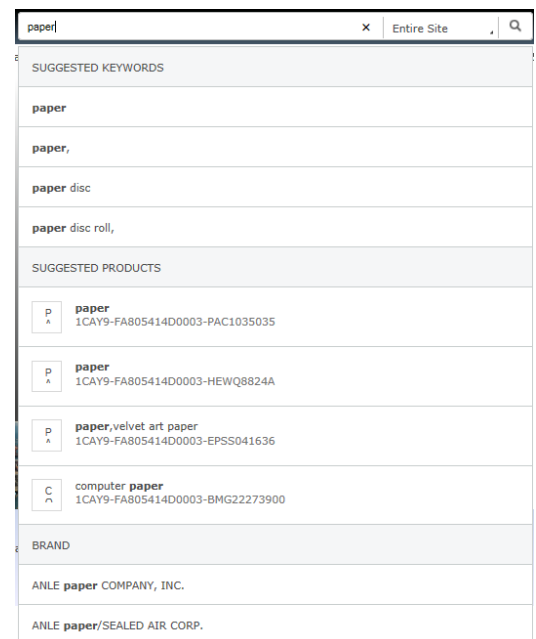 paper
× Entire Site
SUGGESTED KEYWORDS
paper
paper,
paper disc
paper disc roll,
SUGGESTED PRODUCTS
P
paper
1CAY9-FA805414D0003-PAC1035035
P
paper
1CAY9-FA805414D0003-HEWQ8824A
P
paper,velvet art paper
1CAY9-FA805414D0003-EPSS041636
C
computer paper
1CAY9-FA805414D0003-BMG22273900
BRAND
ANLE paper COMPANY, INC.
ANLE paper/SEALED AIR CORP.